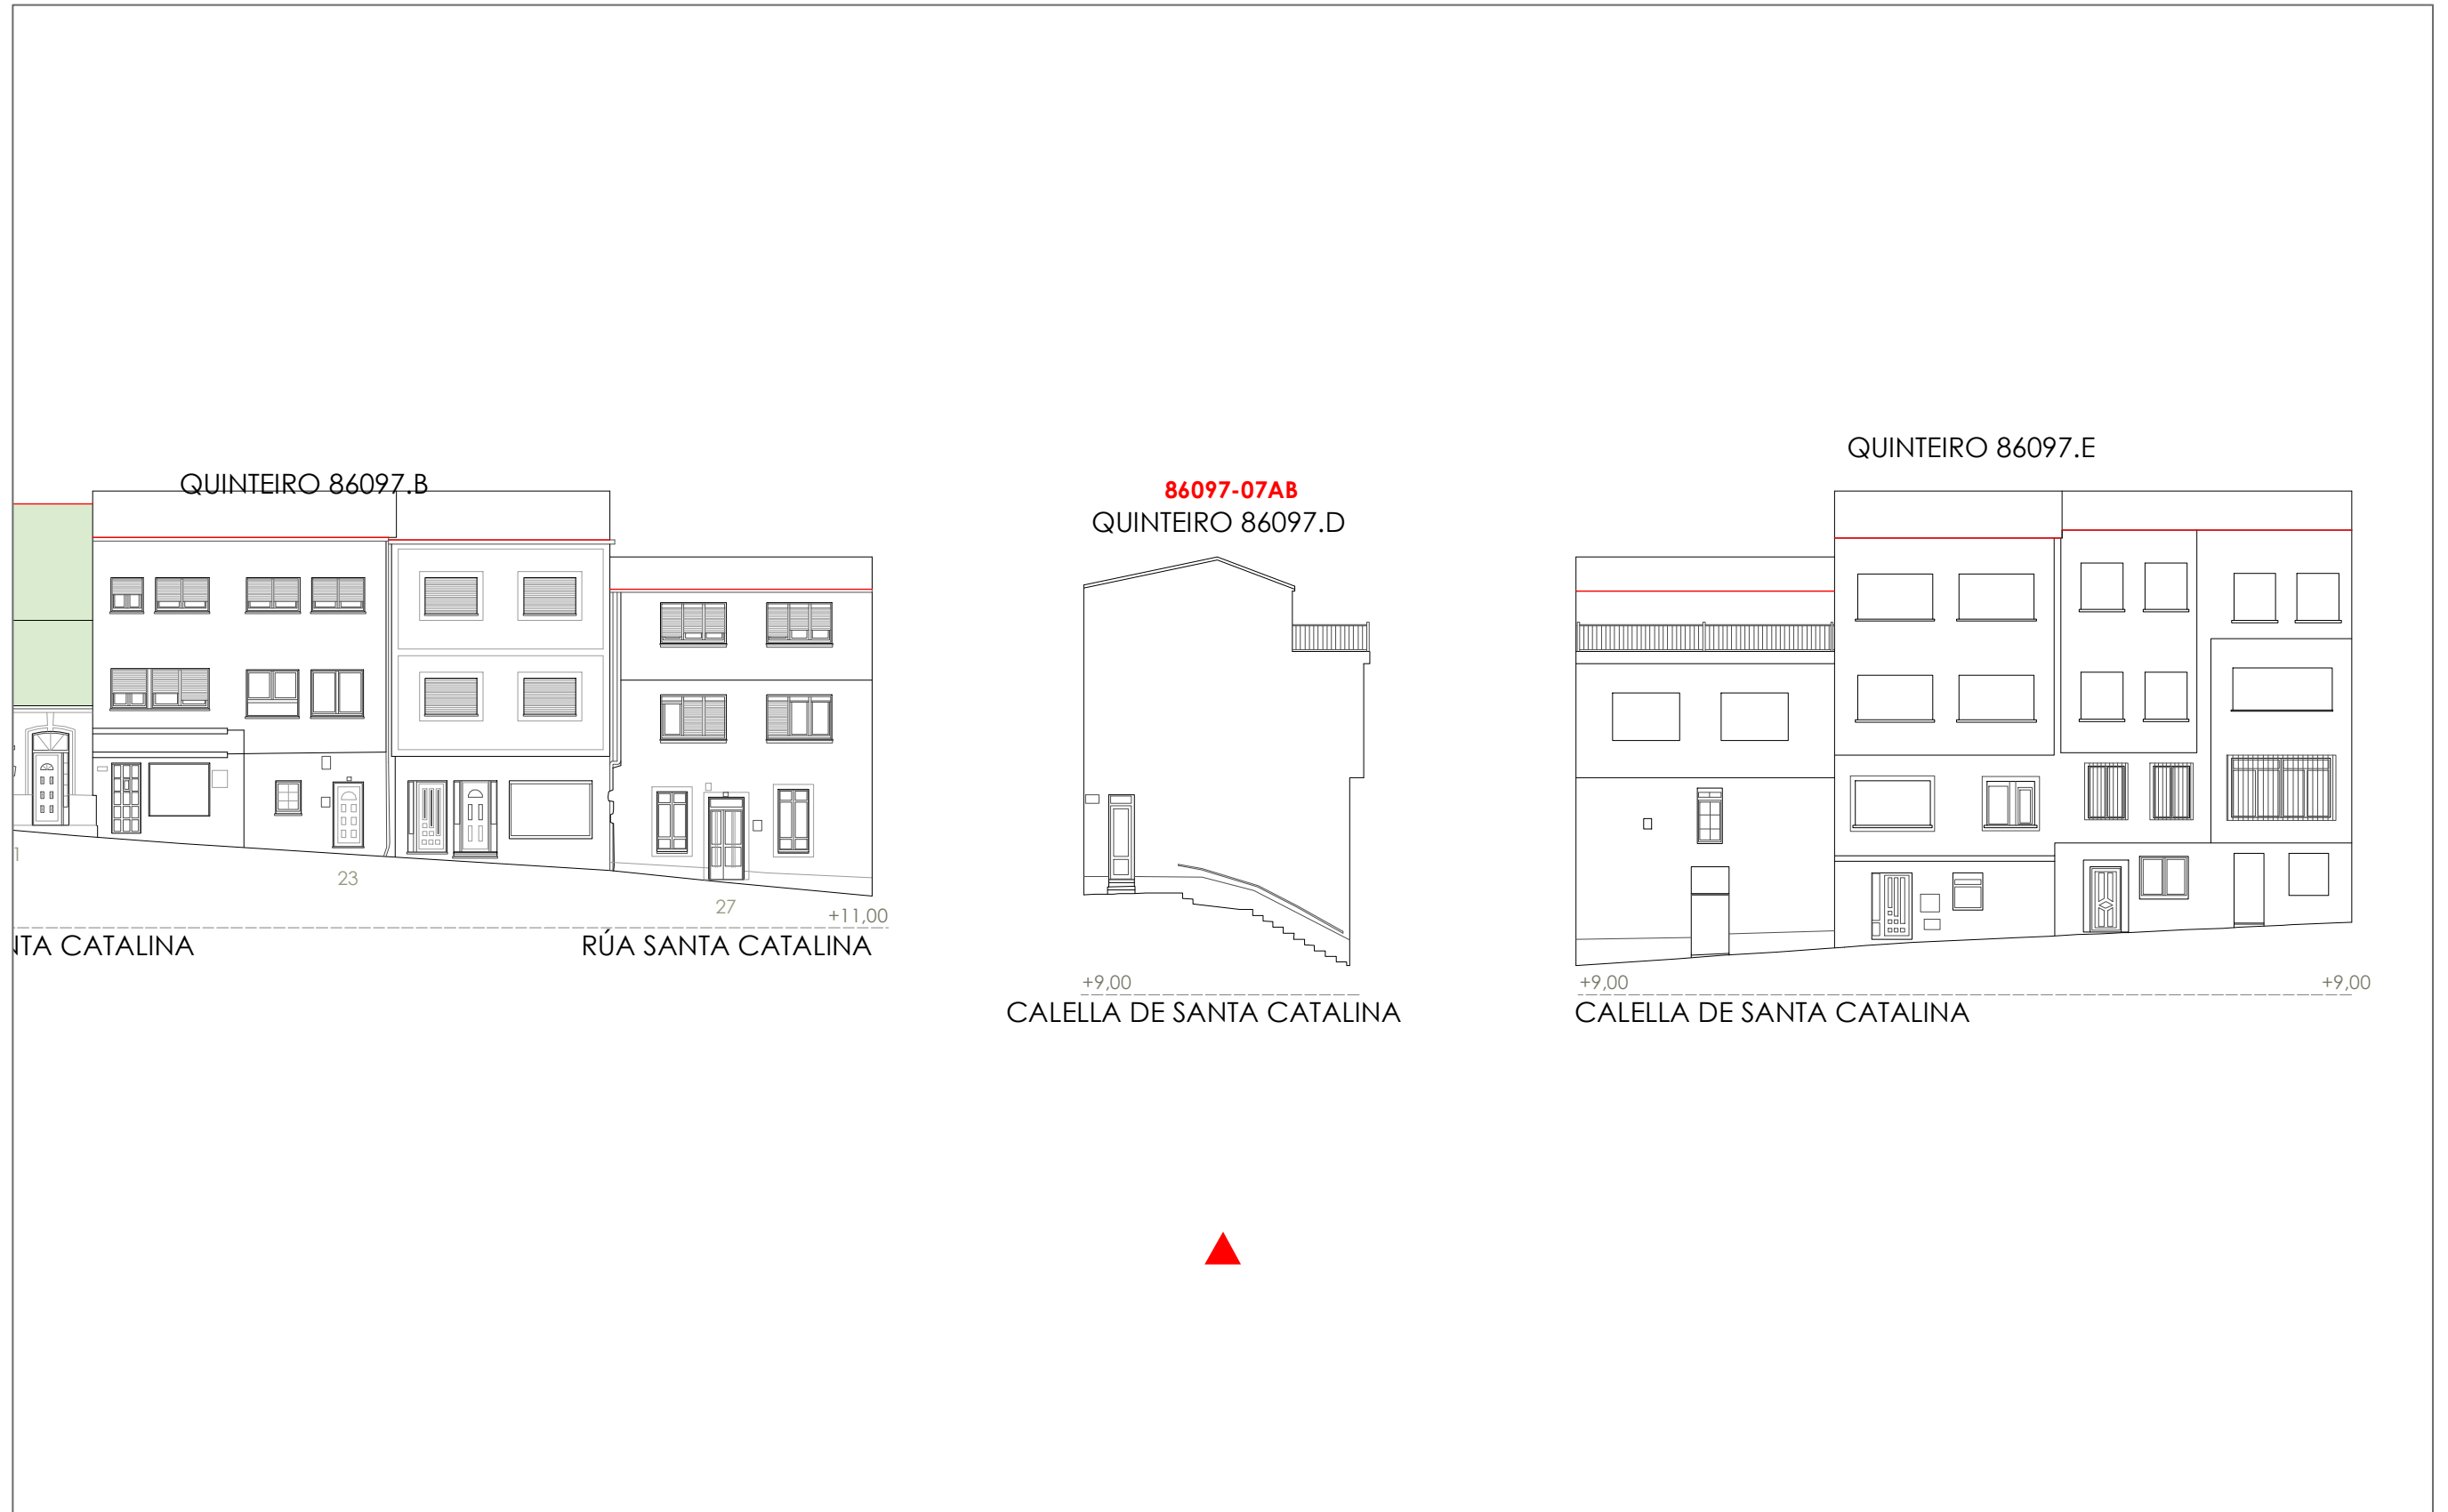 QUINTEIRO 86097.B
1
23
27
+11,00
NTA CATALINA
RÚA SANTA CATALINA
86097-07AB
QUINTEIRO 86097.D
+9,00
CALELLA DE SANTA CATALINA
QUINTEIRO 86097.E
+9,00
+9,00
CALELLA DE SANTA CATALINA